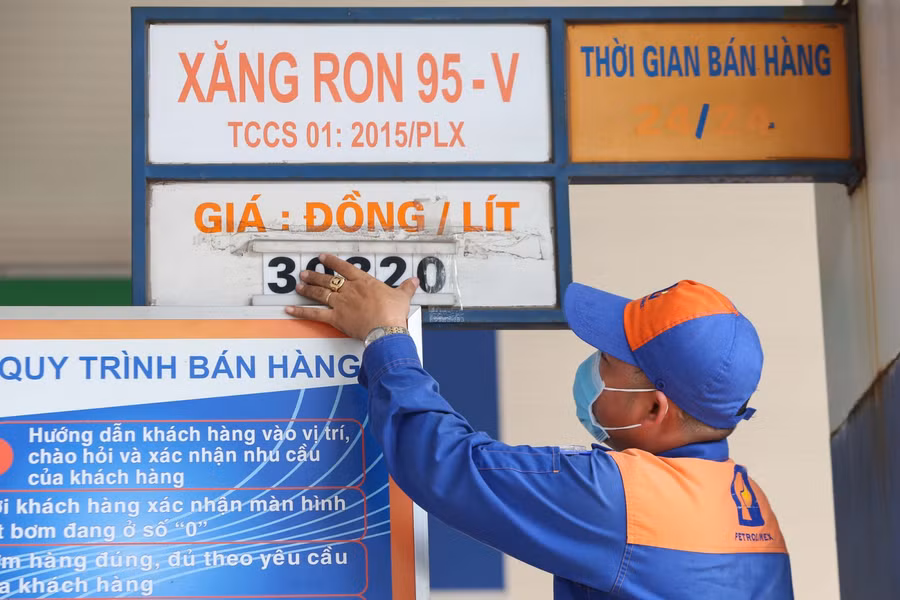 XĂNG RON 95 - V
TCCS 01: 2015/PLX
THỜI GIAN BÁN HÀNG
24/24
GIÁ : ĐỒNG / LÍT
QUY TRÌNH BÁN HÀNG
Hướng dẫn khách hàng vào vị trí,
chào hỏi và xác nhận nhu cầu
của khách hàng
khách hàng xác nhận màn hình
bơm đang ở số “0”
hàng đúng, đủ theo yêu cầu
khách hàng
PETROLIMEX